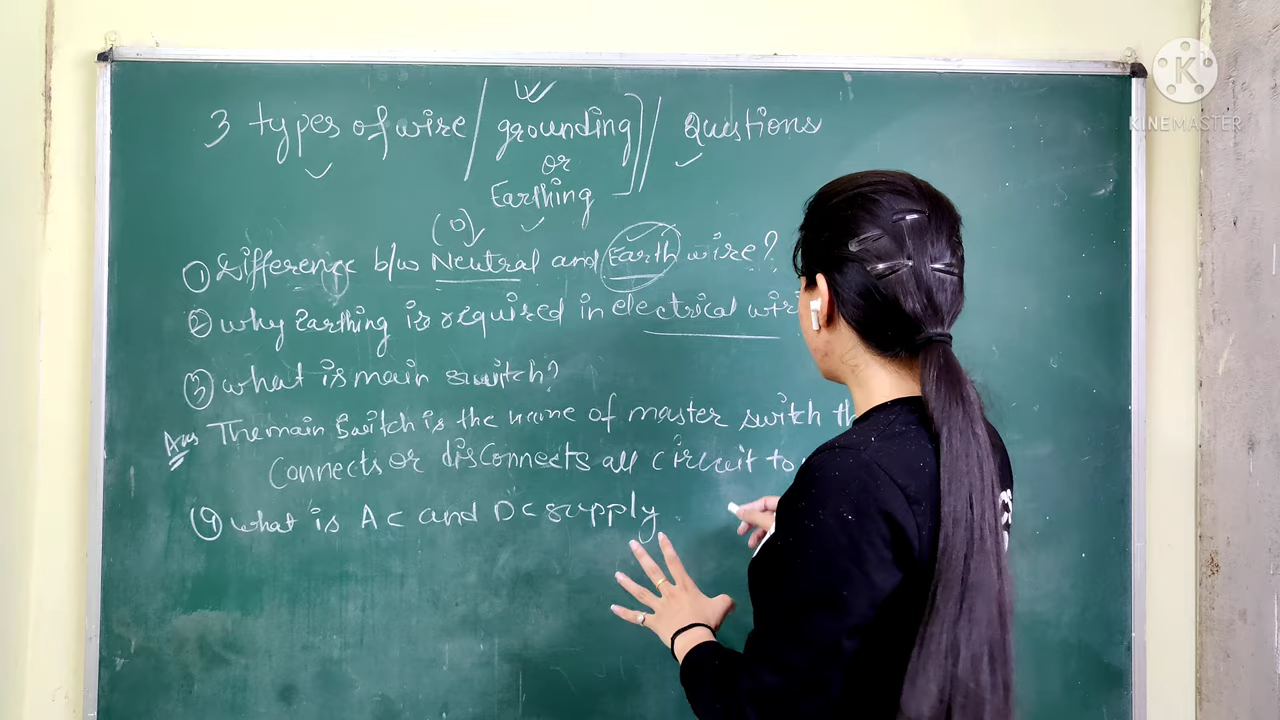 3 types of wire / grounding // Questions
or
Earthing
(0)
① Difference b/w Neutral and Earth wire?
② why Earthing is required in electrical
③ what is main switch?
Ans The main switch is the name of master switch
Connects or disconnects all circuit
(4) what is AC and DC supply
K
KINEMASTER